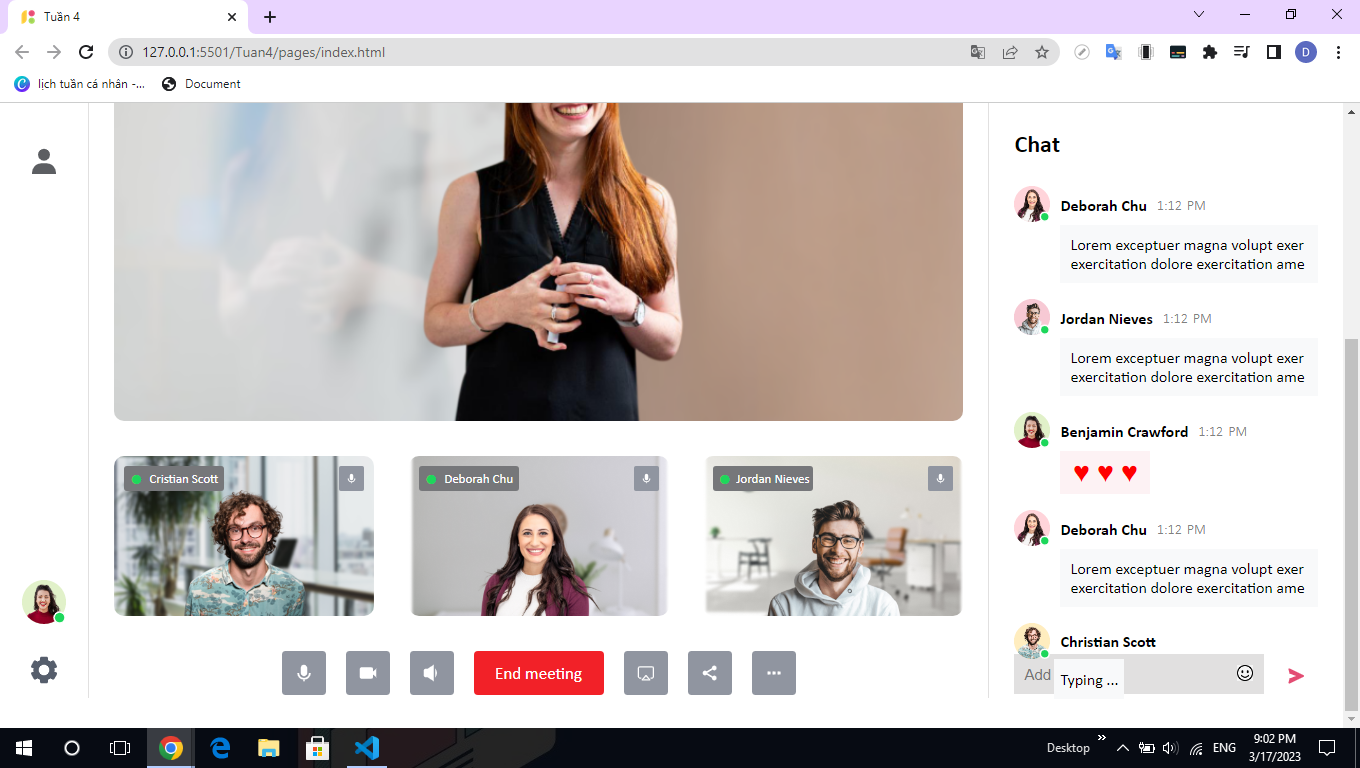 Tuần 4
127.0.0.1:5501/Tuan4/pages/index.html
D
lịch tuần cá nhân -...
Document
Chat
Deborah Chu 1:12 PM
Lorem exceptuer magna volupt exer
exercitation dolore exercitation ame
Jordan Nieves 1:12 PM
Lorem exceptuer magna volupt exer
exercitation dolore exercitation ame
Benjamin Crawford 1:12 PM
Deborah Chu 1:12 PM
Lorem exceptuer magna volupt exer
exercitation dolore exercitation ame
Christian Scott
Add
Typing ...
Cristian Scott
Deborah Chu
Jordan Nieves
End meeting
Desktop
ENG
9:02 PM
3/17/2023